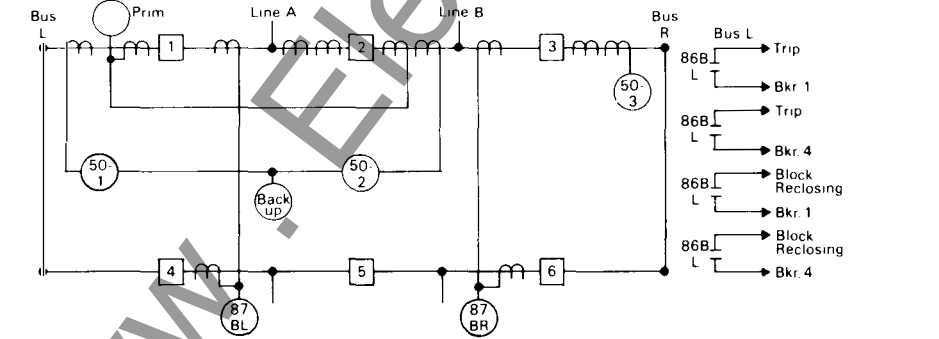 Bus
L
Prim
Line A
Line B
Bus
R
1
2
3
50-
3
50-
1
50-
2
Back
up
4
5
6
87
BL
87
BR
Bus L
86B
L
Trip
Bkr 1
86B
L
Trip
Bkr. 4
86B
L
Block
Reclosing
Bkr. 1
86B
L
Block
Reclosing
Bkr. 4
w . Ele